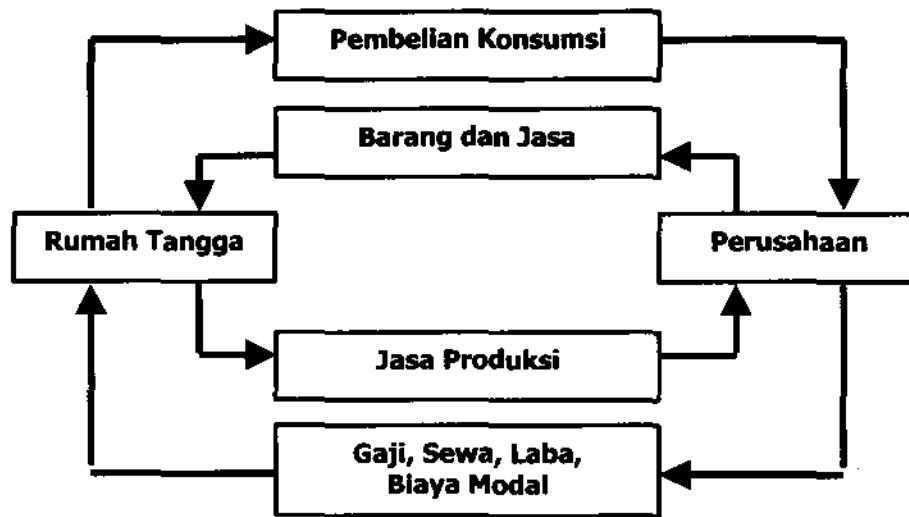 Pembelian Konsumsi
Barang dan Jasa
Rumah Tangga
Perusahaan
Jasa Produksi
Gaji, Sewa, Laba,
Biaya Modal